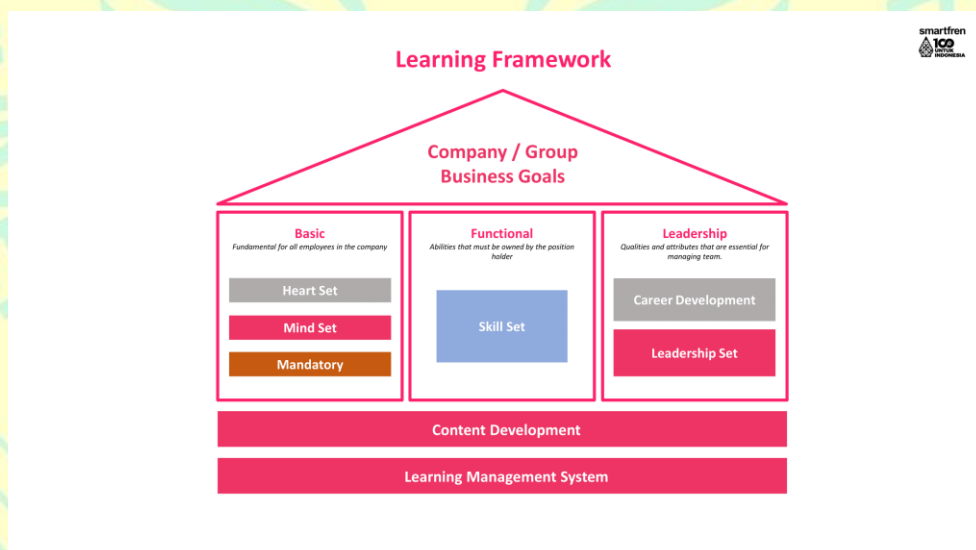 smartfren
100
UNTUK
INDONESIA
Learning Framework
Company / Group
Business Goals
Basic
Fundamental for all employees in the company
Heart Set
Mind Set
Mandatory
Functional
Abilities that must be owned by the position
holder
Skill Set
Leadership
Qualities and attributes that are essential for
managing team.
Career Development
Leadership Set
Content Development
Learning Management System